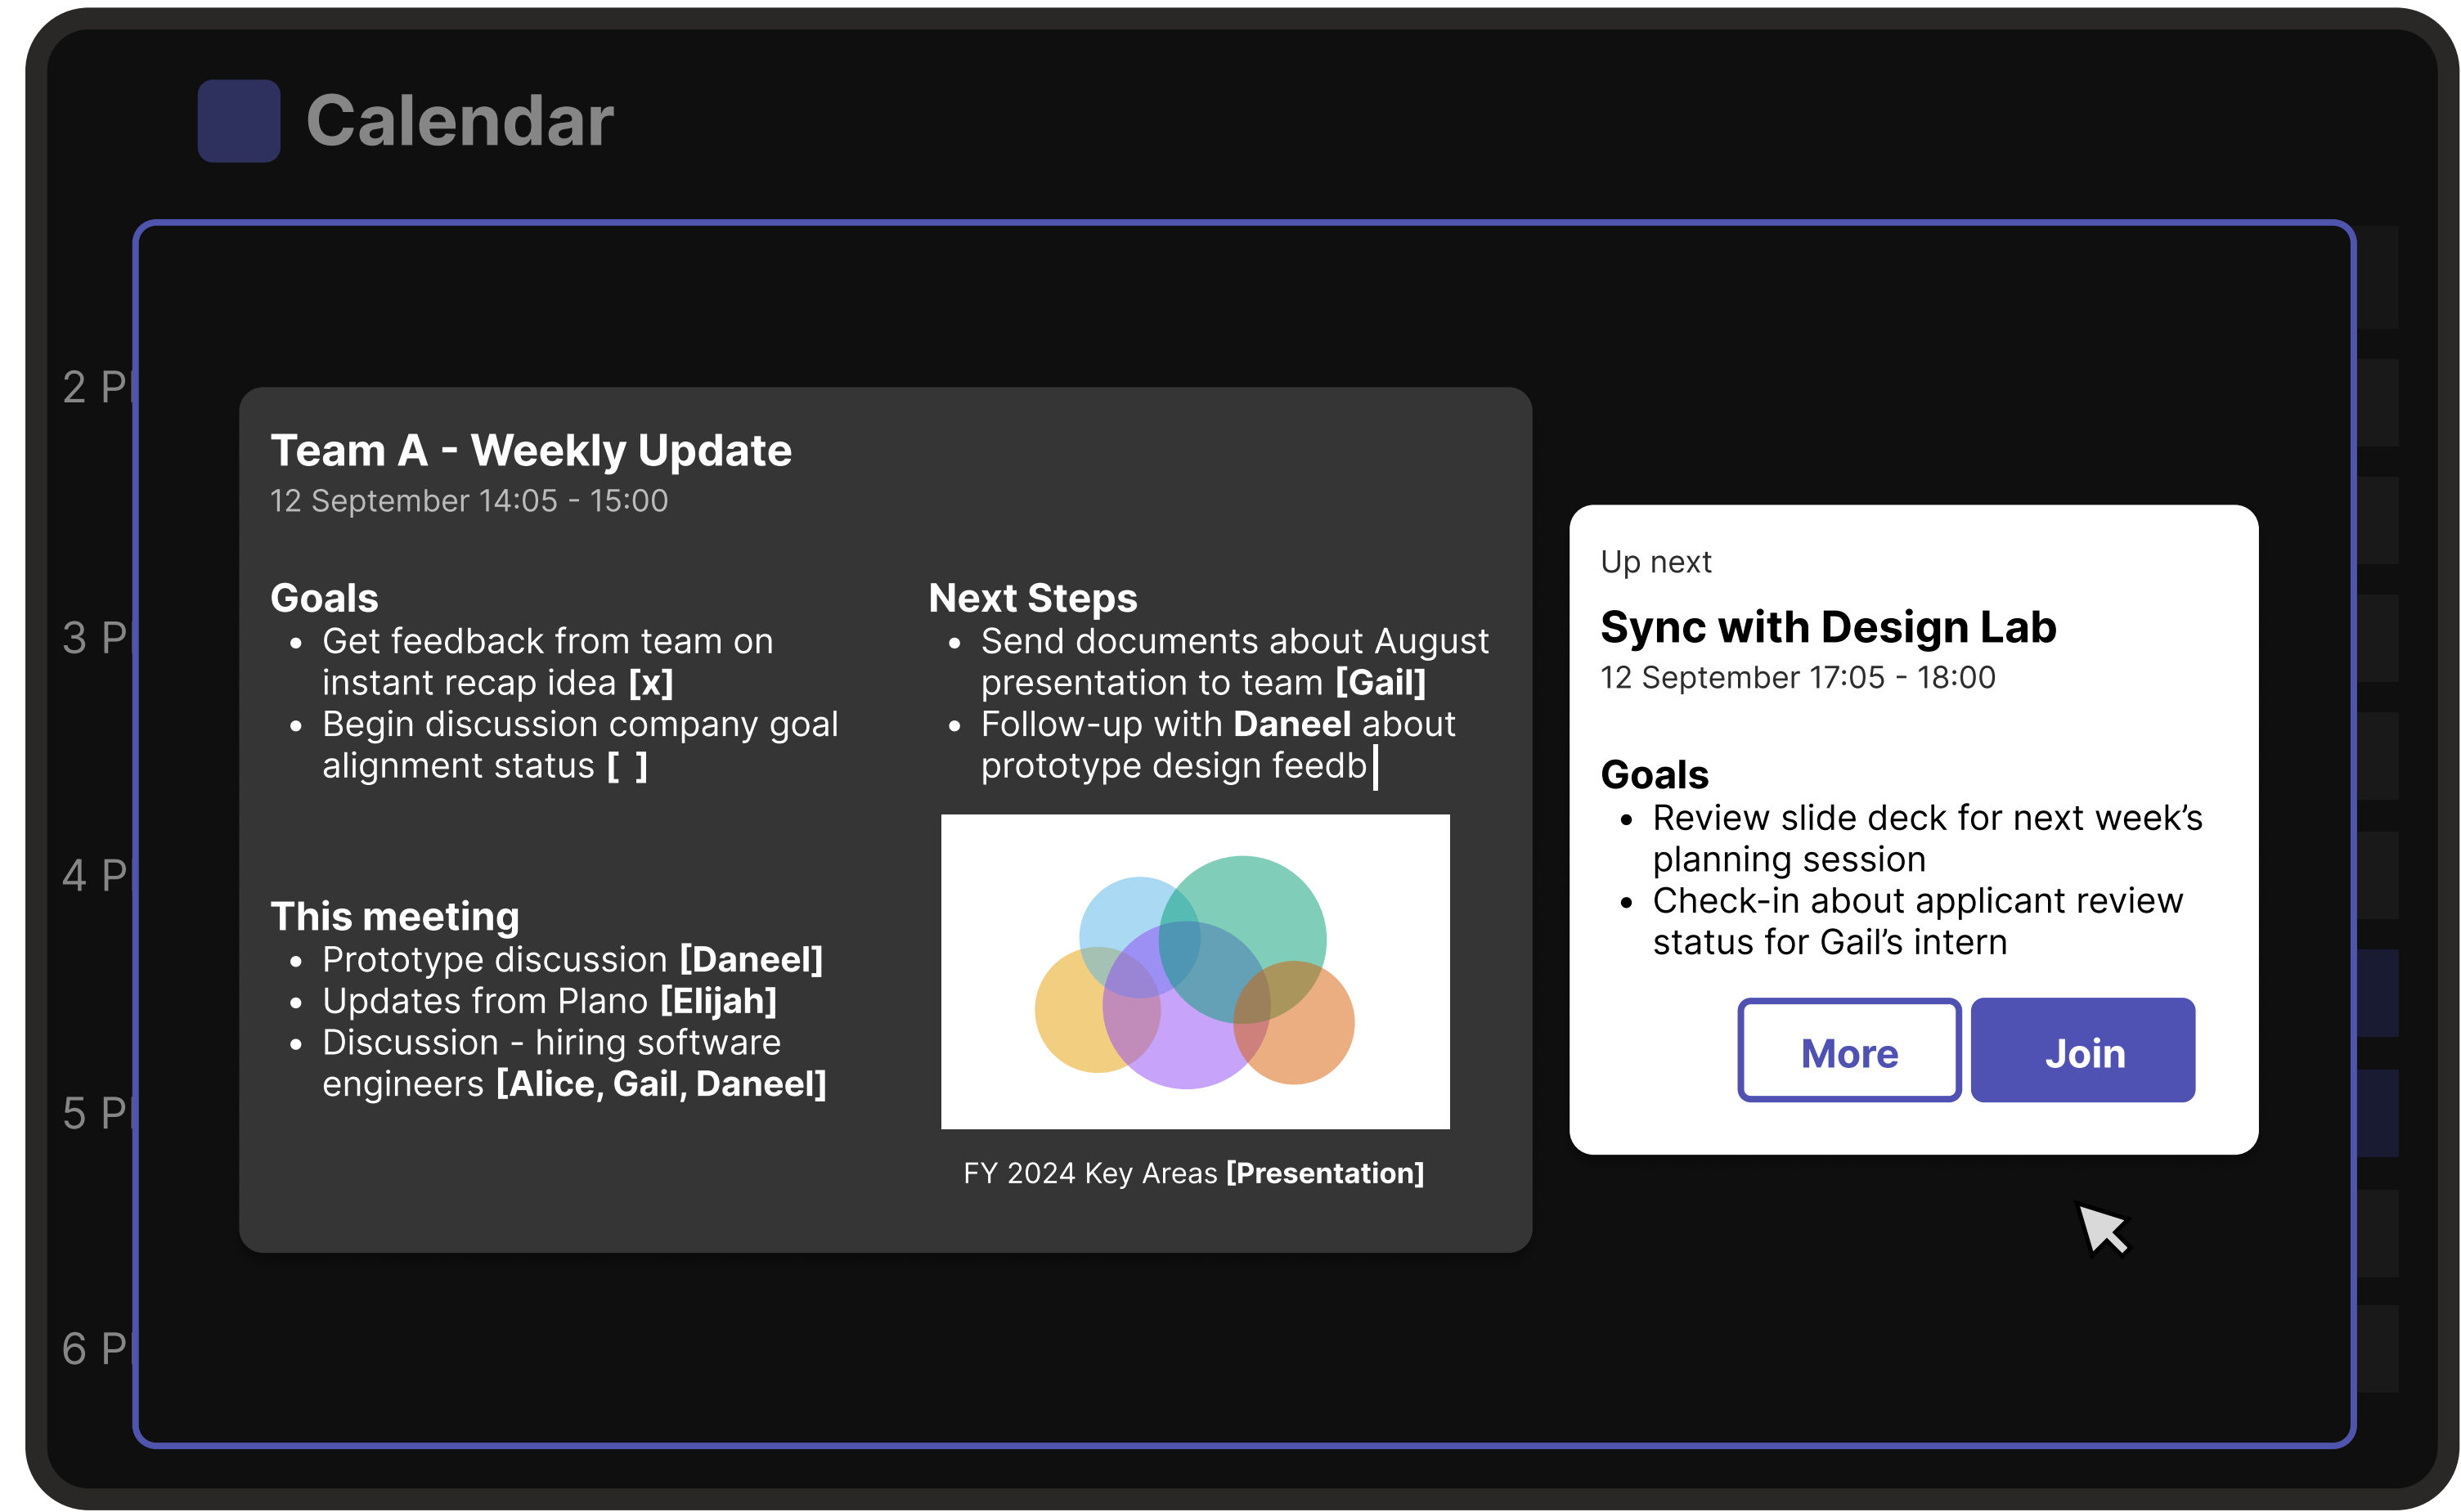 Calendar
2 P
3 P
4 P
5 P
6 P
Team A - Weekly Update
12 September 14:05 - 15:00
Goals
• Get feedback from team on
instant recap idea [x]
• Begin discussion company goal
alignment status [ ]
This meeting
• Prototype discussion [Daneel]
• Updates from Plano [Elijah]
• Discussion - hiring software
engineers [Alice, Gail, Daneel]
Next Steps
• Send documents about August
presentation to team [Gail]
• Follow-up with Daneel about
prototype design feedb
FY 2024 Key Areas [Presentation]
Up next
Sync with Design Lab
12 September 17:05 - 18:00
Goals
• Review slide deck for next week’s
planning session
• Check-in about applicant review
status for Gail’s intern
More
Join